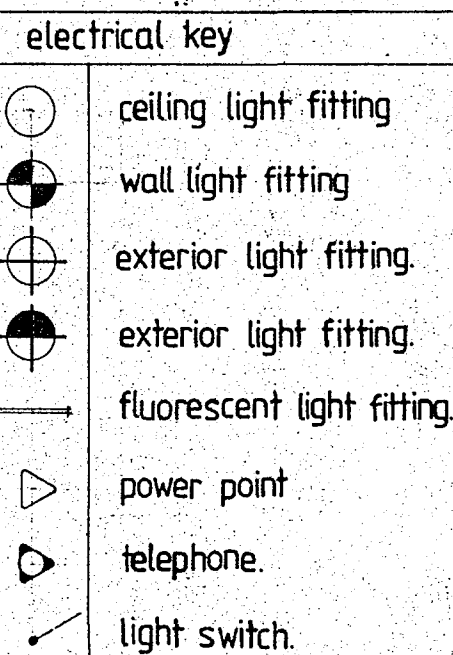 electrical key
ceiling light fitting
wall light fitting
exterior light fitting.
exterior light fitting.
fluorescent light fitting.
power point
telephone.
light switch.